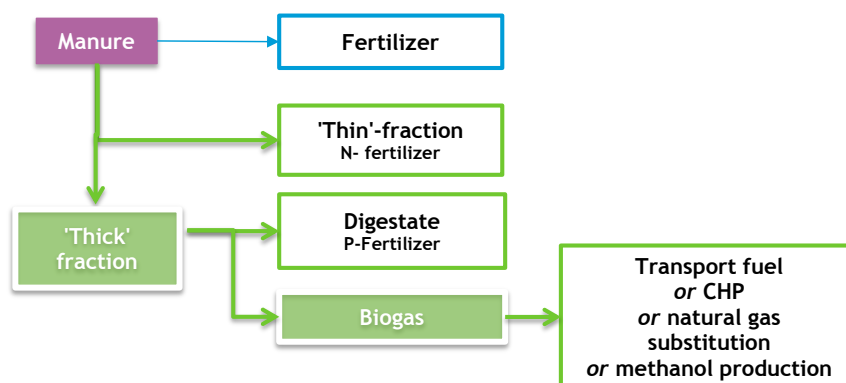 Manure
Fertilizer
'Thin'-fraction
N- fertilizer
'Thick'
fraction
Digestate
P-Fertilizer
Biogas
Transport fuel
or CHP
or natural gas
substitution
or methanol production